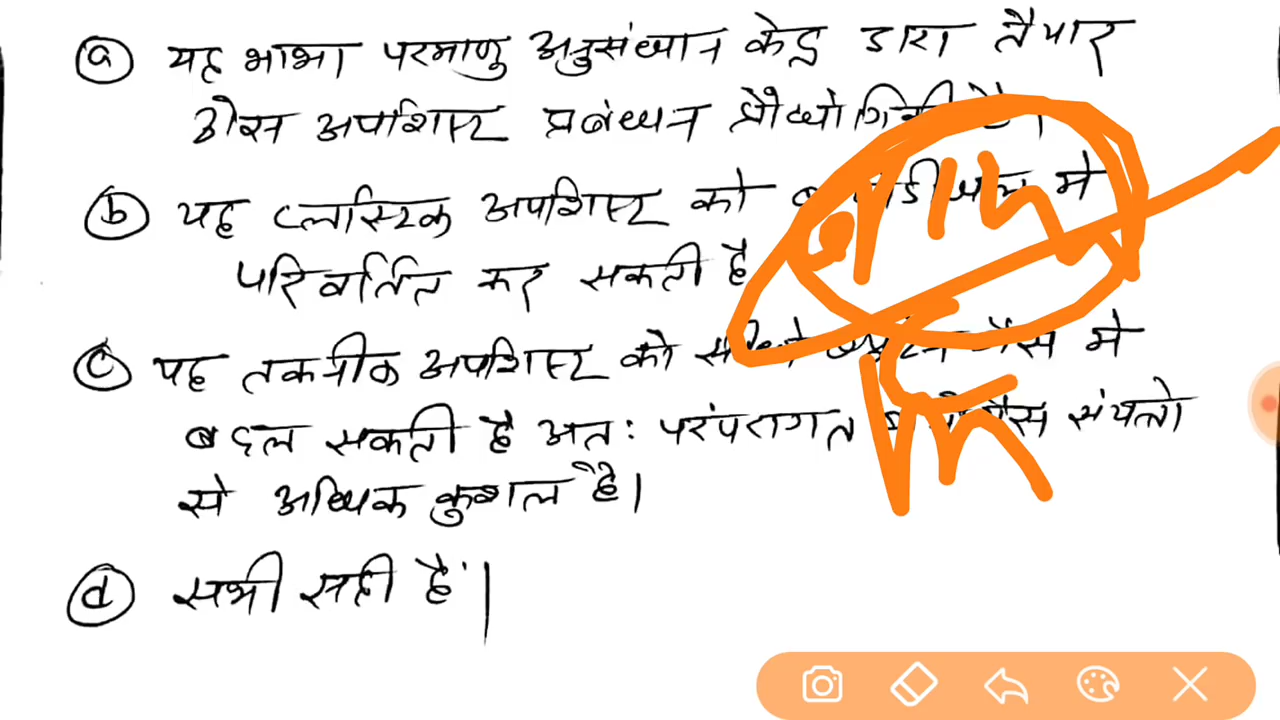 (a) यह भाभा परमाणु अनुसंधान केंद्र द्वारा तैयार
ठोस अपशिष्ट प्रबंधन प्रौध्योगिकी है।
(b) यह प्लास्टिक अपशिष्ट को में
परिवर्तित कर सकती है
(c) यह तकनीक अपशिष्ट को में
बदल सकती है अतः परंपरागत संयत्रो
से अधिक कुशल है।
(d) सभी सही हैं।